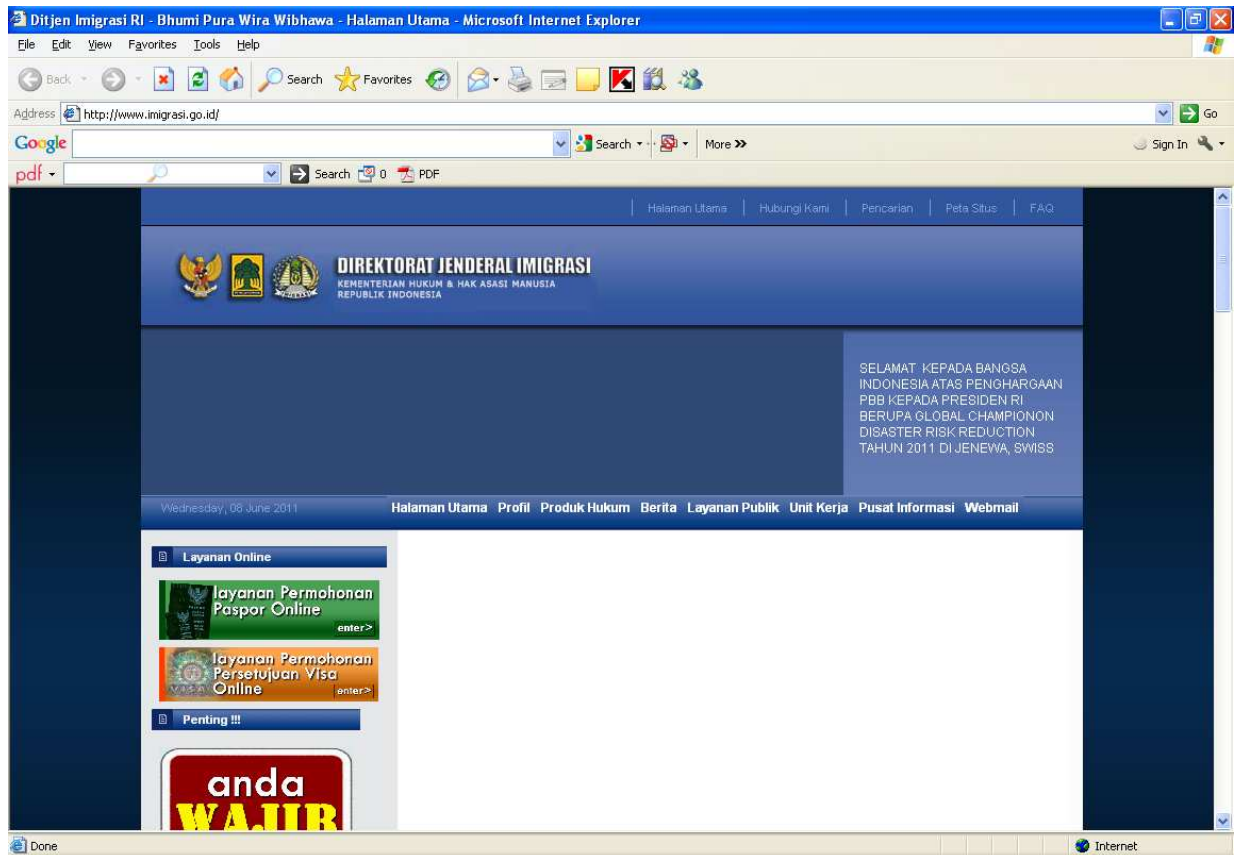 Ditjen Imigrasi RI - Bhumi Pura Wira Wibhawa - Halaman Utama - Microsoft Internet Explorer
File Edit View Favorites Tools Help
Back Search Favorites
Address http://www.imigrasi.go.id/ Go
Google Search More >> Sign In
pdf Search 0 PDF
Halaman Utama | Hubungi Kami | Pencarian | Peta Situs | FAQ
DIREKTORAT JENDERAL IMIGRASI
KEMENTERIAN HUKUM & HAK ASASI MANUSIA
REPUBLIK INDONESIA
SELAMAT KEPADA BANGSA
INDONESIA ATAS PENGHARGAAN
PBB KEPADA PRESIDEN RI
BERUPA GLOBAL CHAMPIONON
DISASTER RISK REDUCTION
TAHUN 2011 DI JENEWA, SWISS
Wednesday, 08 June 2011
Halaman Utama Profil Produk Hukum Berita Layanan Publik Unit Kerja Pusat Informasi Webmail
Layanan Online
layanan Permohonan
Paspor Online
enter>
layanan Permohonan
Persetujuan Visa
Online
enter>
Penting !!!
anda
WAJIB
Done Internet